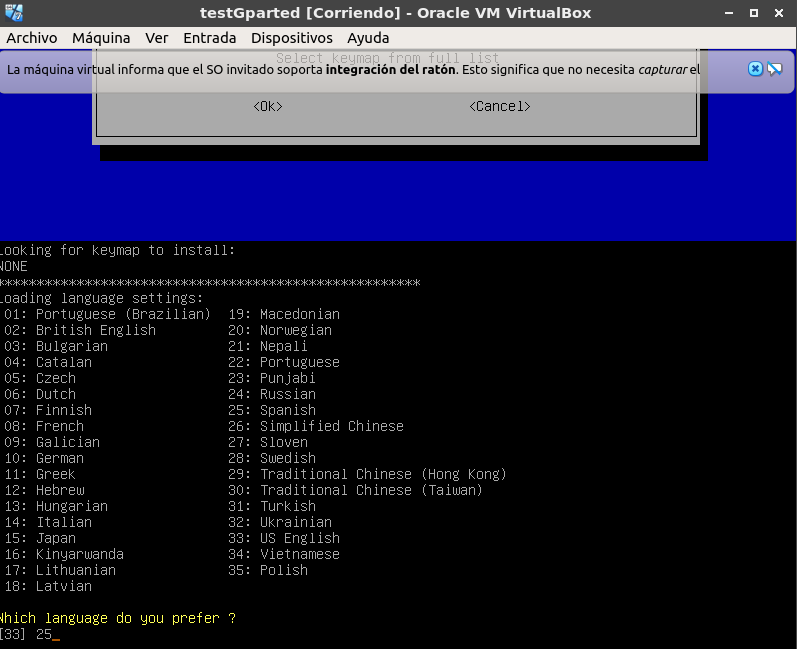 testGparted [Corriendo] - Oracle VM VirtualBox
Archivo Máquina Ver Entrada Dispositivos Ayuda
Select keymap from full list
La máquina virtual informa que el SO invitado soporta integración del ratón. Esto significa que no necesita capturar el
<Ok> <Cancel>
Looking for keymap to install:
NONE
*****************************************************
Loading language settings:
01: Portuguese (Brazilian) 19: Macedonian
02: British English 20: Norwegian
03: Bulgarian 21: Nepali
04: Catalan 22: Portuguese
05: Czech 23: Punjabi
06: Dutch 24: Russian
07: Finnish 25: Spanish
08: French 26: Simplified Chinese
09: Galician 27: Sloven
10: German 28: Swedish
11: Greek 29: Traditional Chinese (Hong Kong)
12: Hebrew 30: Traditional Chinese (Taiwan)
13: Hungarian 31: Turkish
14: Italian 32: Ukrainian
15: Japan 33: US English
16: Kinyarwanda 34: Vietnamese
17: Lithuanian 35: Polish
18: Latvian
Which language do you prefer ?
[33] 25_